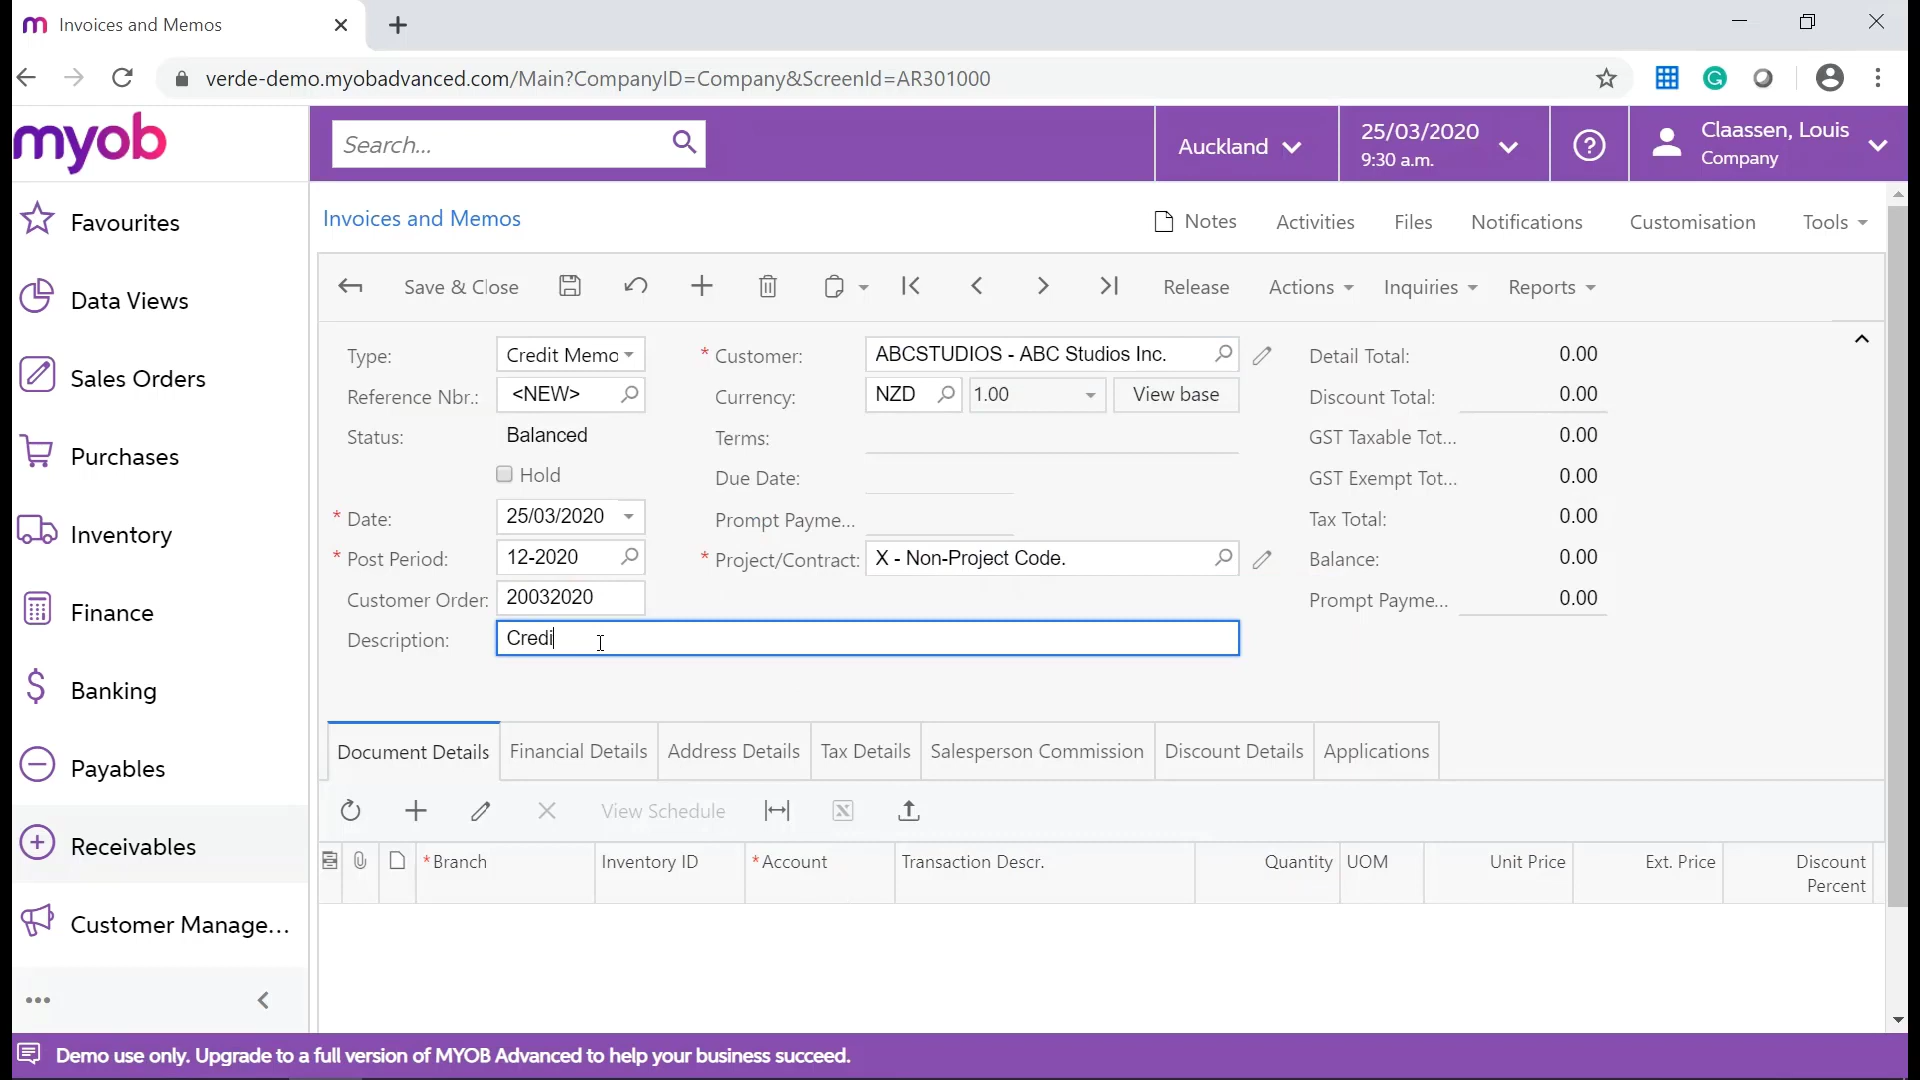 Invoices and Memos
verde-demo.myobadvanced.com/Main?CompanyID=Company&ScreenId=AR301000
myob
Search...
Auckland
25/03/2020
9:30 a.m.
Claassen, Louis
Company
Favourites
Data Views
Sales Orders
Purchases
Inventory
Finance
Banking
Payables
Receivables
Customer Manage...
Invoices and Memos
Notes Activities Files Notifications Customisation Tools
Save & Close Release Actions Inquiries Reports
Type: Credit Memo * Customer: ABCSTUDIOS - ABC Studios Inc. Detail Total: 0.00
Reference Nbr.: <NEW> Currency: NZD 1.00 View base Discount Total: 0.00
Status: Balanced Terms: GST Taxable Tot... 0.00
Hold Due Date: GST Exempt Tot... 0.00
* Date: 25/03/2020 Prompt Payme... Tax Total: 0.00
* Post Period: 12-2020 * Project/Contract: X - Non-Project Code. Balance: 0.00
Customer Order: 20032020 Prompt Payme... 0.00
Description: Credi
Document Details Financial Details Address Details Tax Details Salesperson Commission Discount Details Applications
View Schedule
* Branch Inventory ID * Account Transaction Descr. Quantity UOM Unit Price Ext. Price Discount
Percent
Demo use only. Upgrade to a full version of MYOB Advanced to help your business succeed.